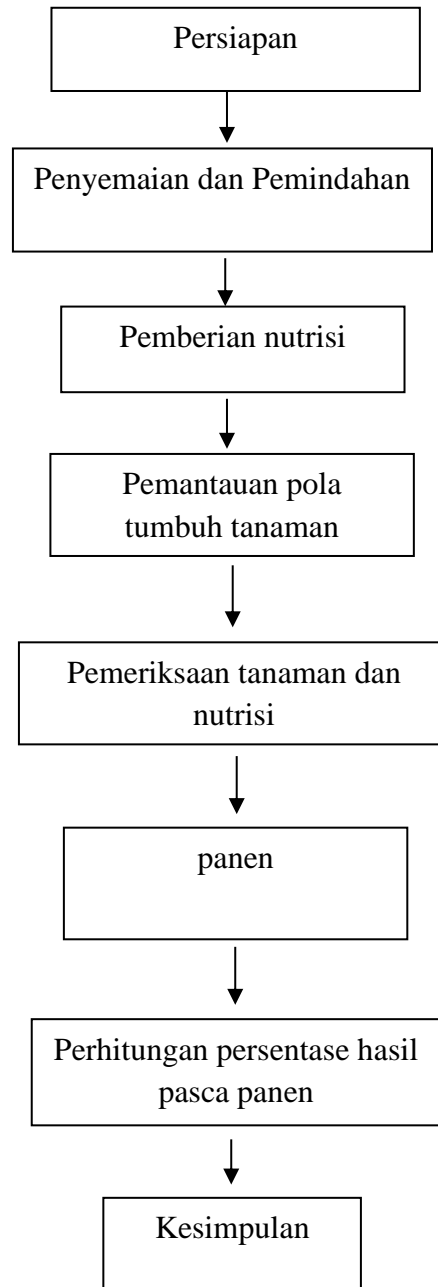 Persiapan
Penyemaian dan Pemindahan
Pemberian nutrisi
Pemantauan pola
tumbuh tanaman
Pemeriksaan tanaman dan
nutrisi
panen
Perhitungan persentase hasil
pasca panen
Kesimpulan